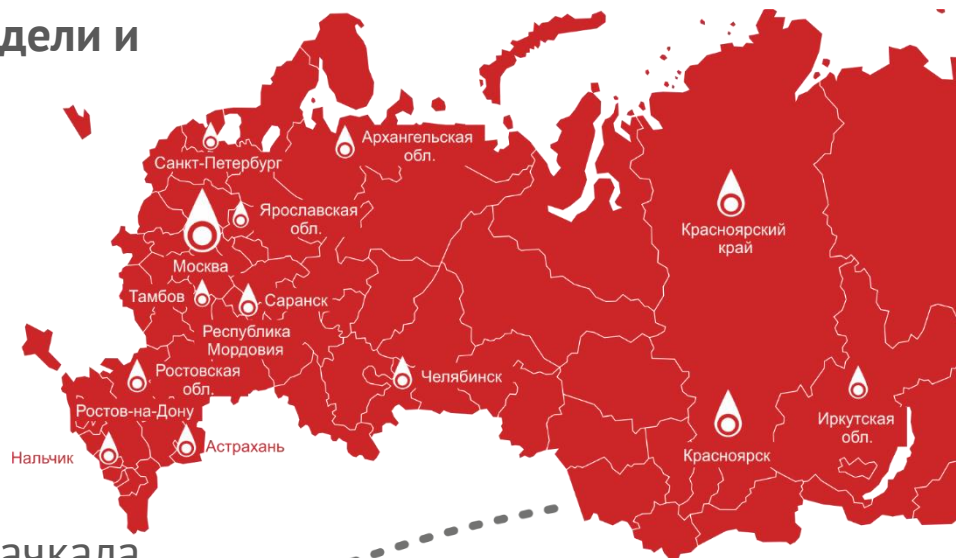 дели и
Архангельская
обл.
Санкт-Петербург
Ярославская
обл.
Красноярский
край
Москва
Тамбов
Саранск
Республика
Мордовия
Ростовская
обл.
Челябинск
Ростов-на-Дону
Иркутская
обл.
Нальчик
Астрахань
Красноярск
ачкала